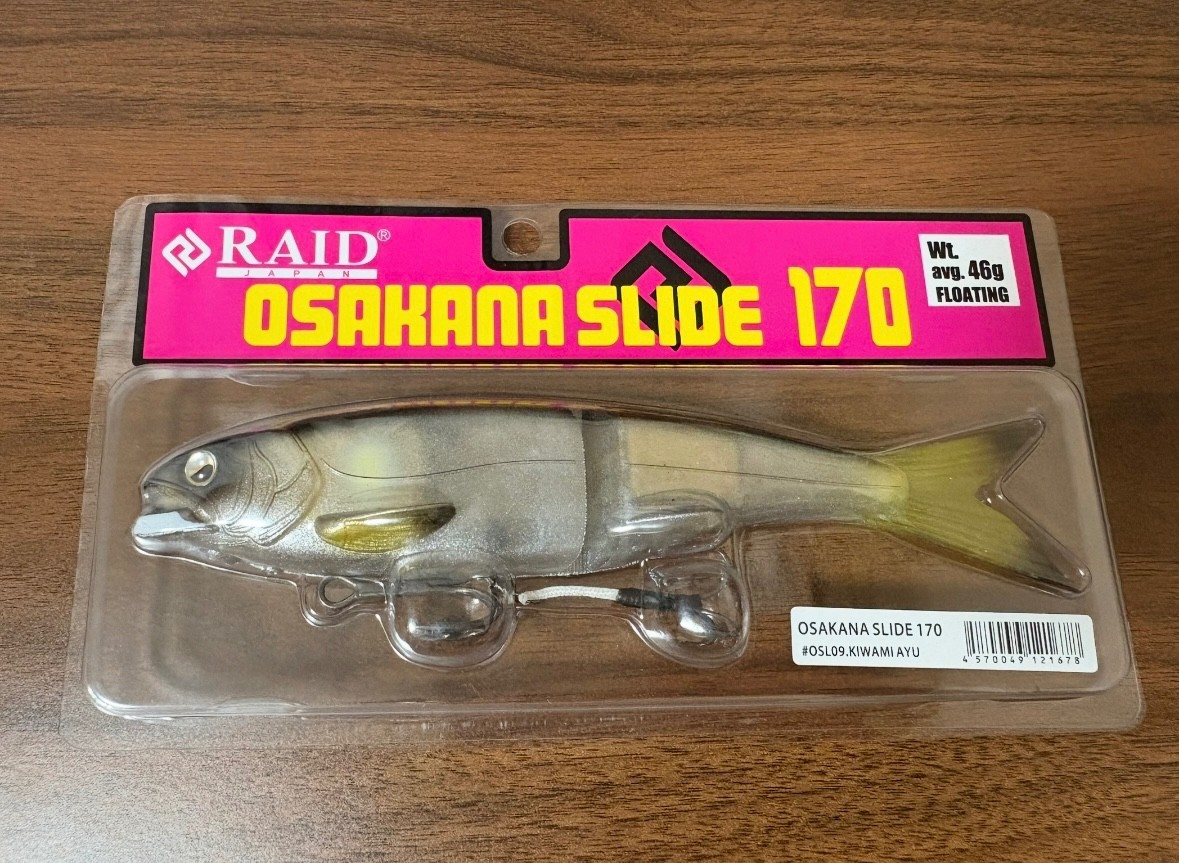 RAID®
JAPAN
OSAKANA SLIDE 170
Wt.
avg. 46g
FLOATING
OSAKANA SLIDE 170
#OSL09.KIWAMI AYU
4 570049 121678